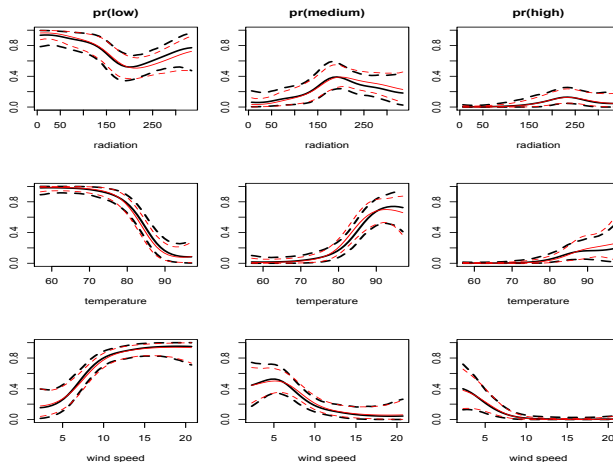 pr(low) pr(medium) pr(high)
0.0 0.4 0.8 0.0 0.4 0.8 0.0 0.4 0.8
0 50 150 250 0 50 150 250 0 50 150 250
radiation radiation radiation
0.0 0.4 0.8 0.0 0.4 0.8 0.0 0.4 0.8
60 70 80 90 60 70 80 90 60 70 80 90
temperature temperature temperature
0.0 0.4 0.8 0.0 0.4 0.8 0.0 0.4 0.8
5 10 15 20 5 10 15 20 5 10 15 20
wind speed wind speed wind speed